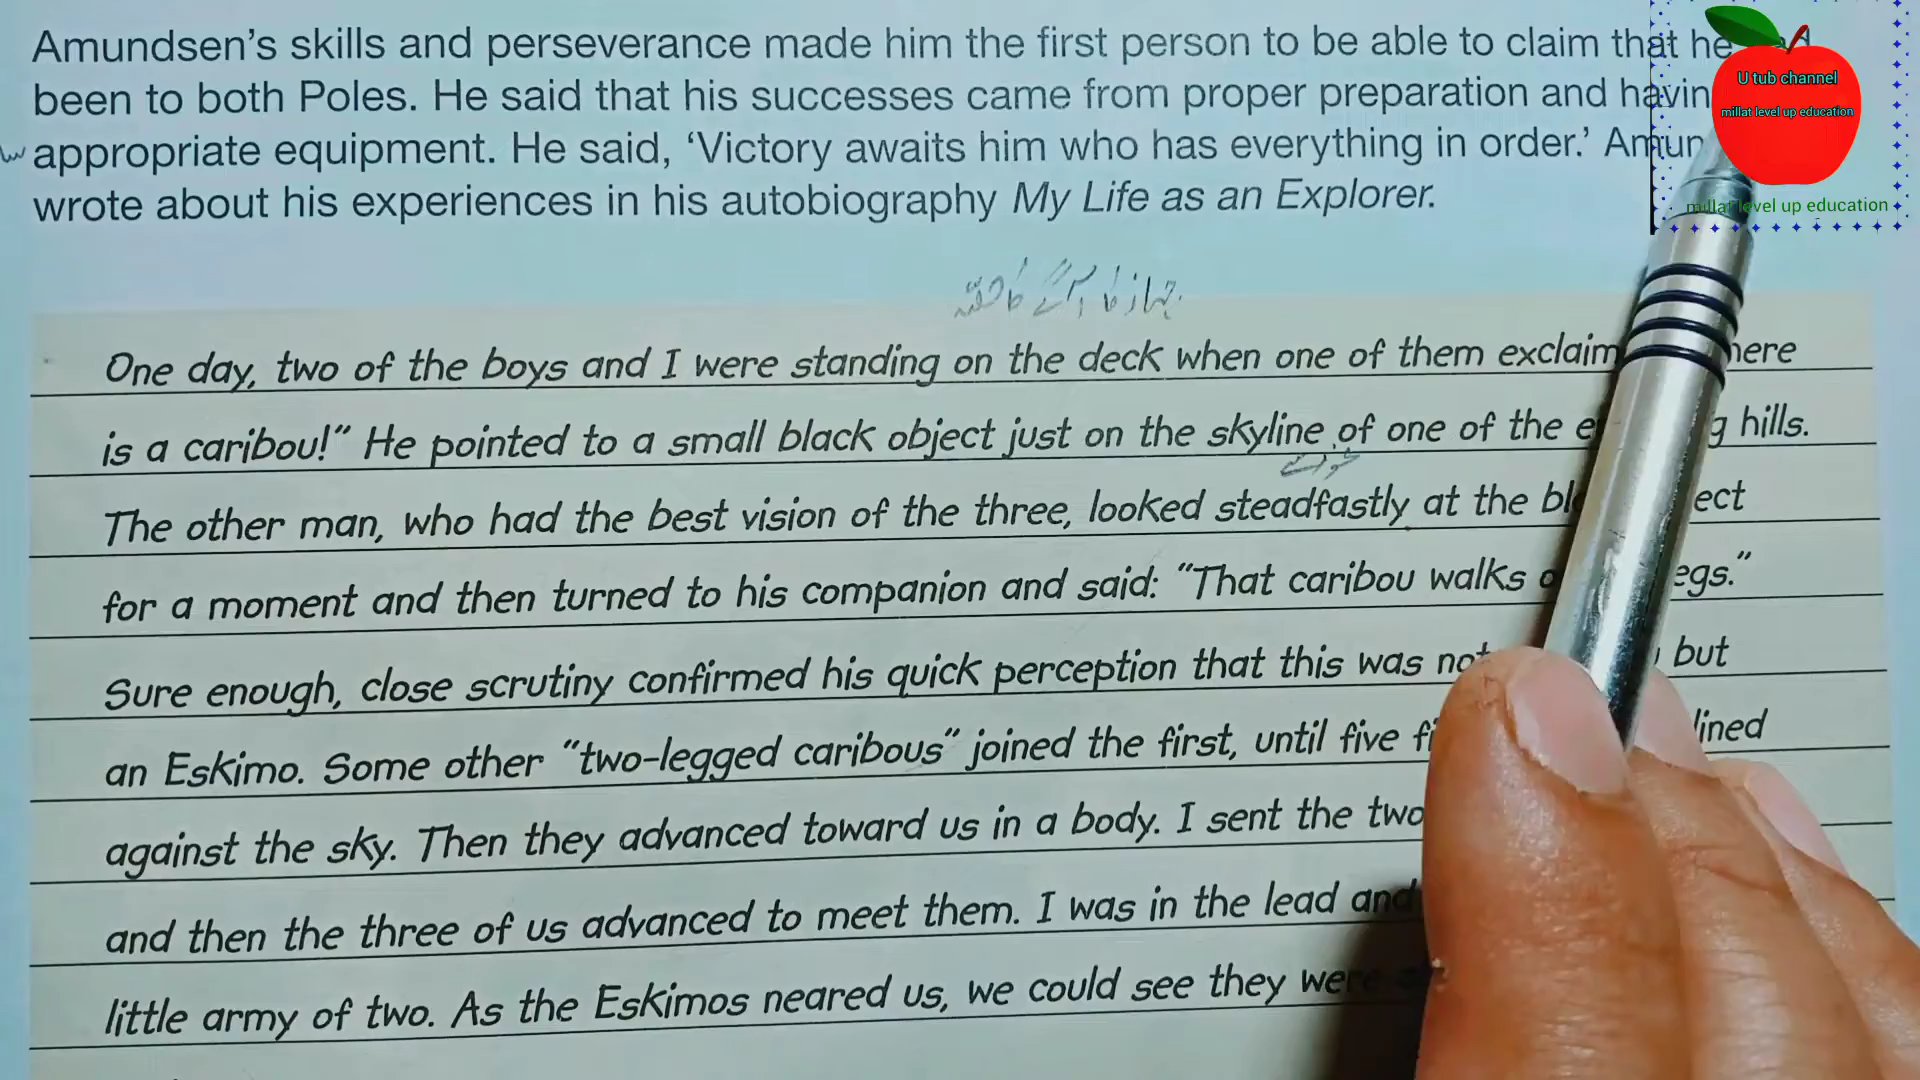 Amundsen's skills and perseverance made him the first person to be able to claim that he
been to both Poles. He said that his successes came from proper preparation and havin
appropriate equipment. He said, 'Victory awaits him who has everything in order.' Amun
wrote about his experiences in his autobiography My Life as an Explorer.
U tub channel
millat level up education
millat level up education
One day, two of the boys and I were standing on the deck when one of them exclaim here
is a caribou!" He pointed to a small black object just on the skyline of one of the e g hills.
The other man, who had the best vision of the three, looked steadfastly at the bl ect
for a moment and then turned to his companion and said: "That caribou walks o egs."
Sure enough, close scrutiny confirmed his quick perception that this was not but
an Eskimo. Some other "two-legged caribous" joined the first, until five fi lined
against the sky. Then they advanced toward us in a body. I sent the two
and then the three of us advanced to meet them. I was in the lead and
little army of two. As the Eskimos neared us, we could see they were